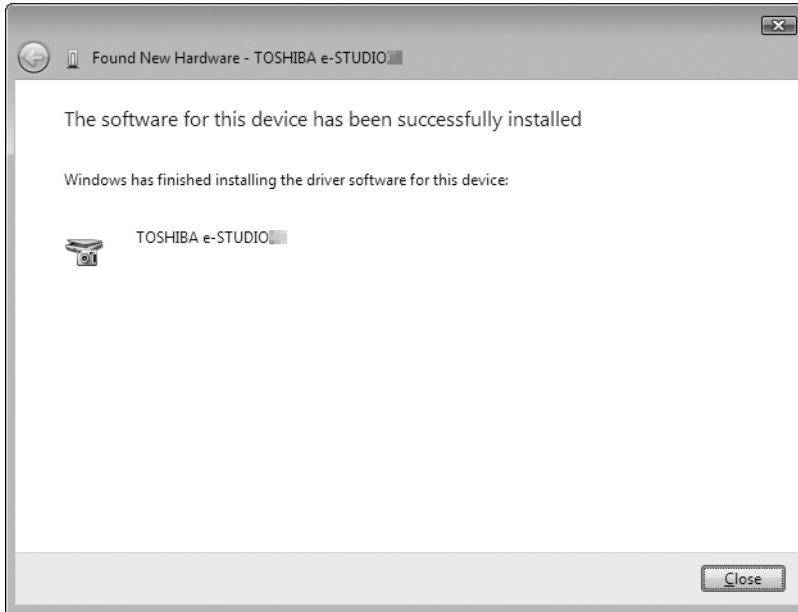 Found New Hardware - TOSHIBA e-STUDIO
The software for this device has been successfully installed
Windows has finished installing the driver software for this device:
TOSHIBA e-STUDIO
Close